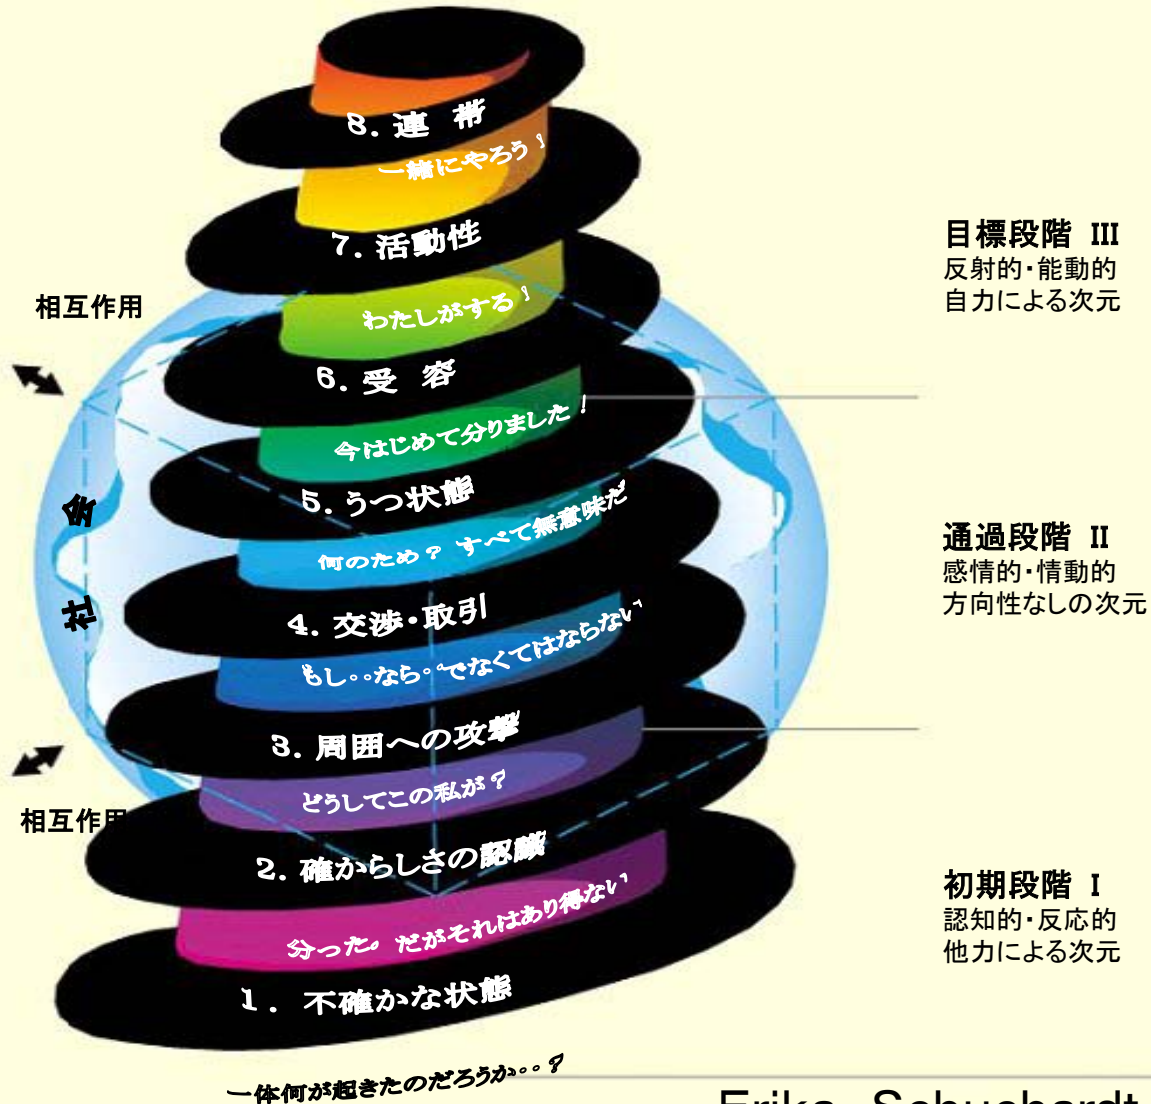 8. 連 帯
一緒にやろう！
7. 活動性
わたしがする！
6. 受 容
今はじめて分りました！
5. うつ状態
何のため？ すべて無意味だ
4. 交渉・取引
もし‥なら‥でなくてはならない
3. 周囲への攻撃
どうしてこの私が？
2. 確からしさの認識
分った。だがそれはあり得ない
1. 不確かな状態
一体何が起きたのだろうか‥？
相互作用
社会
相互作用
目標段階 III
反射的・能動的
自力による次元
通過段階 II
感情的・情動的
方向性なしの次元
初期段階 I
認知的・反応的
他力による次元
Erika Schuchardt